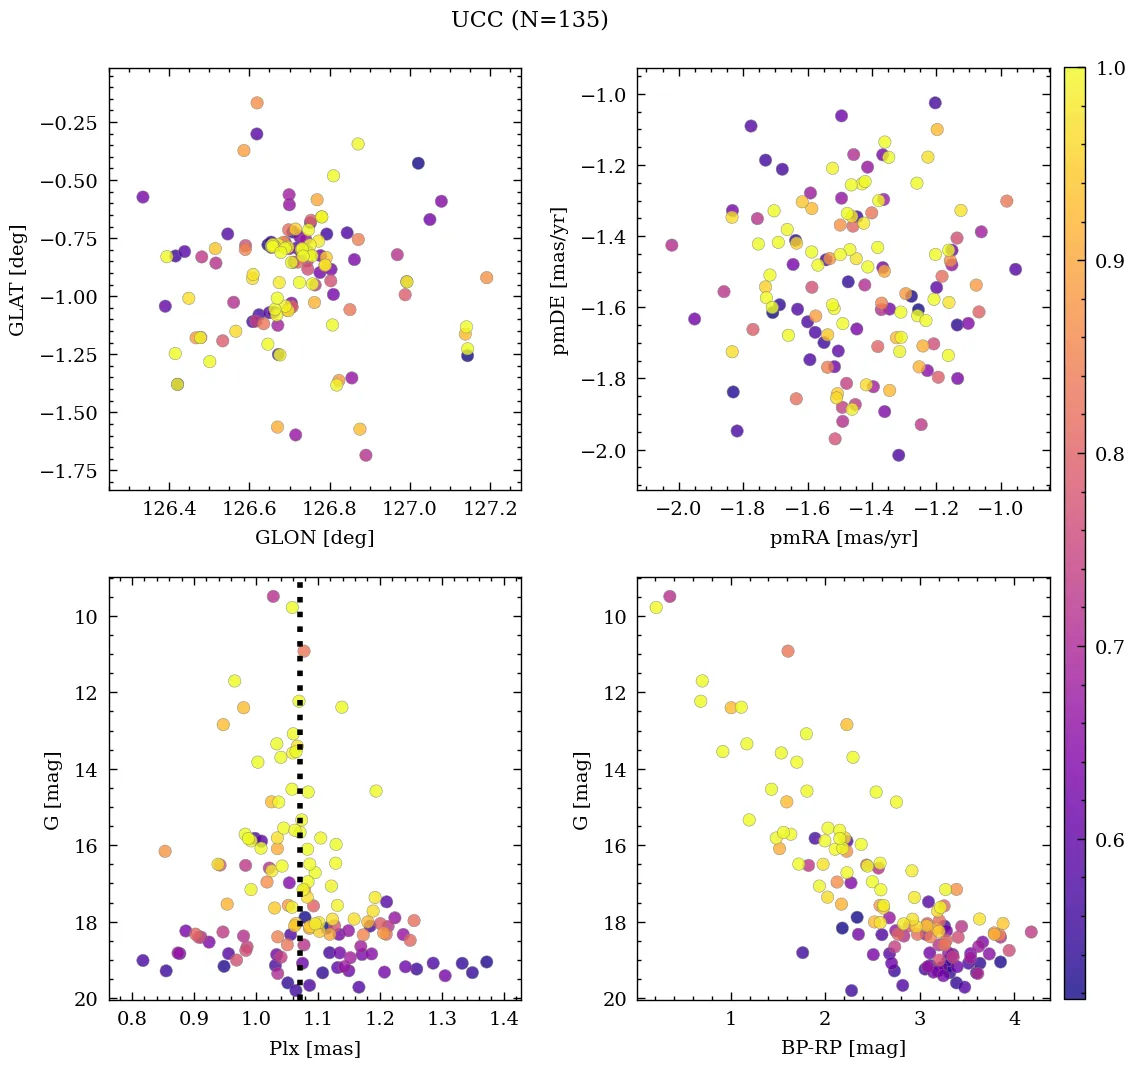 UCC (N=135)
−0.25
−0.50
−0.75
−1.00
−1.25
−1.50
−1.75
GLAT [deg]
126.4 126.6 126.8 127.0 127.2
GLON [deg]
−1.0
−1.2
−1.4
−1.6
−1.8
−2.0
pmDE [mas/yr]
−2.0 −1.8 −1.6 −1.4 −1.2 −1.0
pmRA [mas/yr]
1.0
0.9
0.8
0.7
0.6
10
12
14
16
18
20
G [mag]
0.8 0.9 1.0 1.1 1.2 1.3 1.4
Plx [mas]
10
12
14
16
18
20
G [mag]
1 2 3 4
BP-RP [mag]